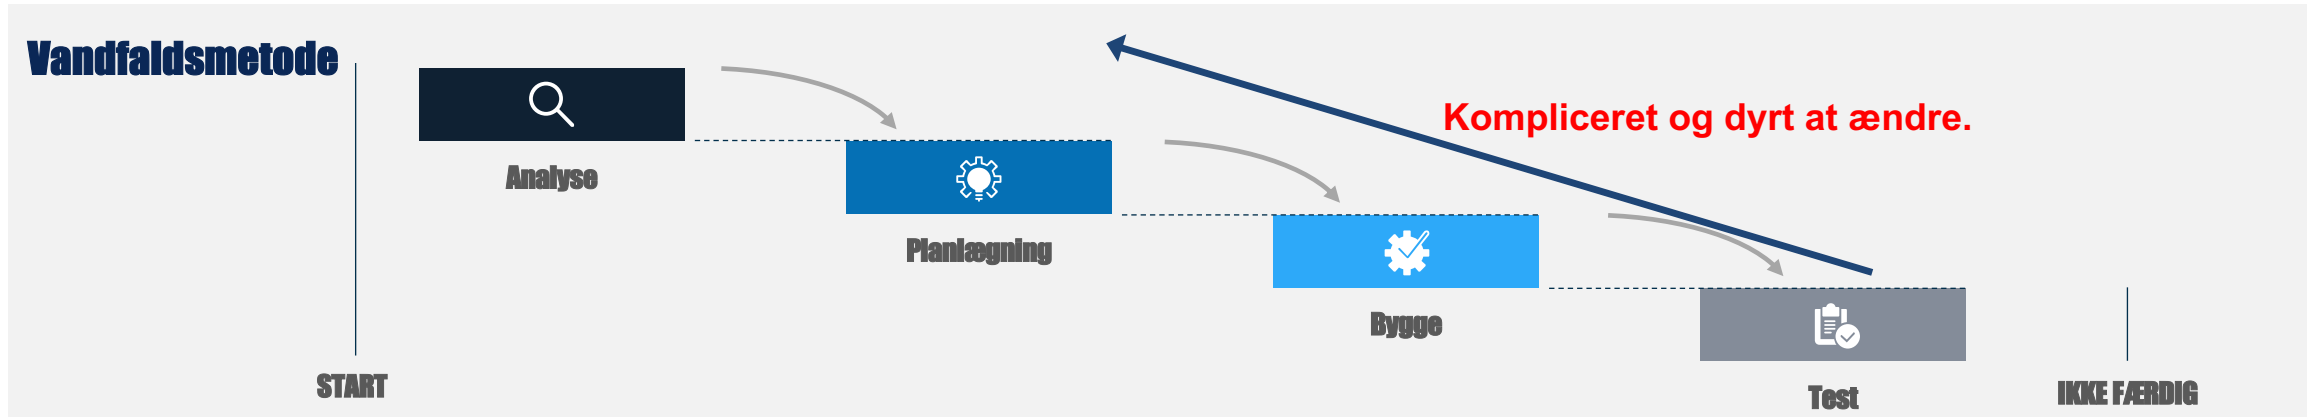 Vandfaldsmetode
Kompliceret og dyrt at ændre.
Analyse
Planlægning
Bygge
Test
START
IKKE FÆRDIG